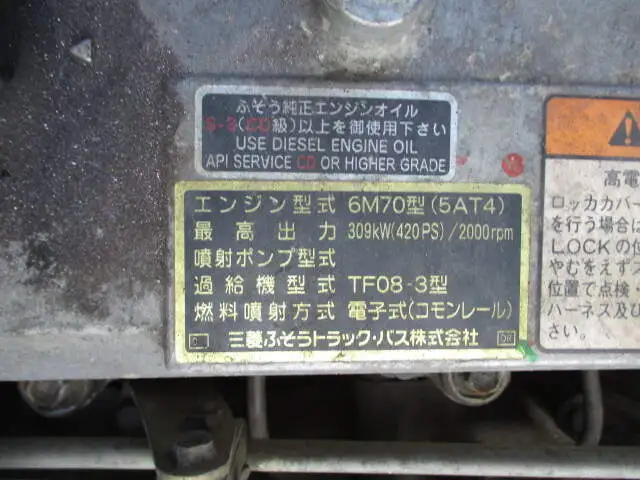 ふそう純正エンジンオイル
S-3(CD級)以上を御使用下さい
USE DIESEL ENGINE OIL
API SERVICE CD OR HIGHER GRADE
エンジン型式 6M70型(5AT4)
最高出力 309kW(420PS)/2000rpm
噴射ポンプ型式
過給機型式 TF08-3型
燃料噴射方式 電子式(コモンレール)
三菱ふそうトラック・バス株式会社
高電
ロッカカバー
を行う場合は
LOCKの位
やむをえず
位置で点検
ハーネス及び
さい。